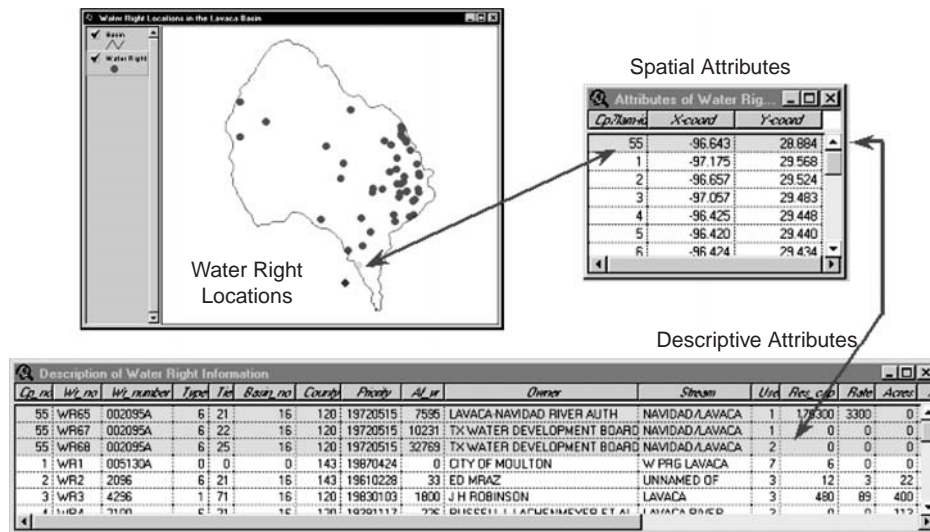 Water Right Locations in the Lavaca Basin
Basin
Water Right
Water Right
Locations
Spatial Attributes
Attributes of Water Rig...
X-coord Y-coord
55 -96.643 28.884
1 -97.175 29.568
2 -96.657 29.524
3 -97.057 29.483
4 -96.425 29.448
5 -96.420 29.440
6 -96.424 29.434
Descriptive Attributes
Description of Water Right Information
Cp_no Wr_no Wr_number Type Tie Basin_no County Priority Owner Stream Use Res_cap Rate Acres
55 WR65 002095A 6 21 16 120 19720515 7595 LAVACA-NAVIDAD RIVER AUTH NAVIDAD/LAVACA 1 3300 0
55 WR67 002095A 6 22 16 120 19720515 10231 TX WATER DEVELOPMENT BOARD NAVIDAD/LAVACA 1 0 0 0
55 WR68 002095A 6 25 16 120 19720515 32769 TX WATER DEVELOPMENT BOARD NAVIDAD/LAVACA 2 0 0 0
1 WR1 005130A 0 0 0 143 19870424 0 CITY OF MOULTON W PRG LAVACA 7 6 0 0
2 WR2 2096 6 21 16 143 19610228 33 ED MRAZ UNNAMED OF 3 12 3 22
3 WR3 4296 1 71 16 120 19830103 1800 J H ROBINSON LAVACA 3 480 89 400